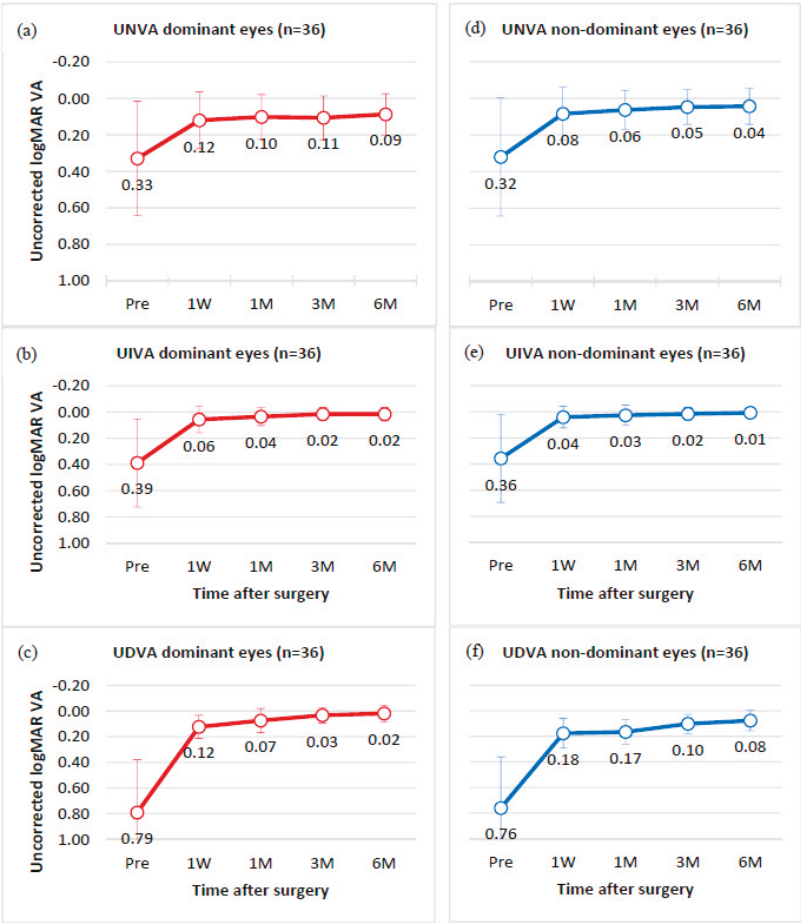 (a) UNVA dominant eyes (n=36)
Uncorrected logMAR VA
-0.20
0.00
0.20
0.40
0.60
0.80
1.00
0.33
0.12
0.10
0.11
0.09
Pre 1W 1M 3M 6M
(d) UNVA non-dominant eyes (n=36)
0.32
0.08
0.06
0.05
0.04
Pre 1W 1M 3M 6M
(b) UIVA dominant eyes (n=36)
Uncorrected logMAR VA
-0.20
0.00
0.20
0.40
0.60
0.80
1.00
0.39
0.06
0.04
0.02
0.02
Pre 1W 1M 3M 6M
Time after surgery
(e) UIVA non-dominant eyes (n=36)
0.36
0.04
0.03
0.02
0.01
Pre 1W 1M 3M 6M
Time after surgery
(c) UDVA dominant eyes (n=36)
Uncorrected logMAR VA
-0.20
0.00
0.20
0.40
0.60
0.80
1.00
0.79
0.12
0.07
0.03
0.02
Pre 1W 1M 3M 6M
Time after surgery
(f) UDVA non-dominant eyes (n=36)
0.76
0.18
0.17
0.10
0.08
Pre 1W 1M 3M 6M
Time after surgery